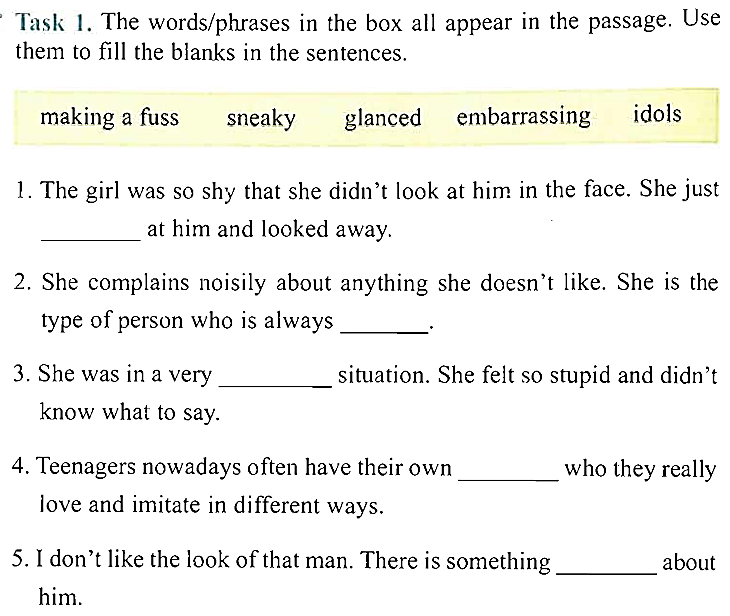 Task 1. The words/phrases in the box all appear in the passage. Use
them to fill the blanks in the sentences.
making a fuss sneaky glanced embarrassing idols
1. The girl was so shy that she didn't look at him in the face. She just
________ at him and looked away.
2. She complains noisily about anything she doesn't like. She is the
type of person who is always _______.
3. She was in a very _________ situation. She felt so stupid and didn't
know what to say.
4. Teenagers nowadays often have their own ________ who they really
love and imitate in different ways.
5. I don't like the look of that man. There is something ________ about
him.